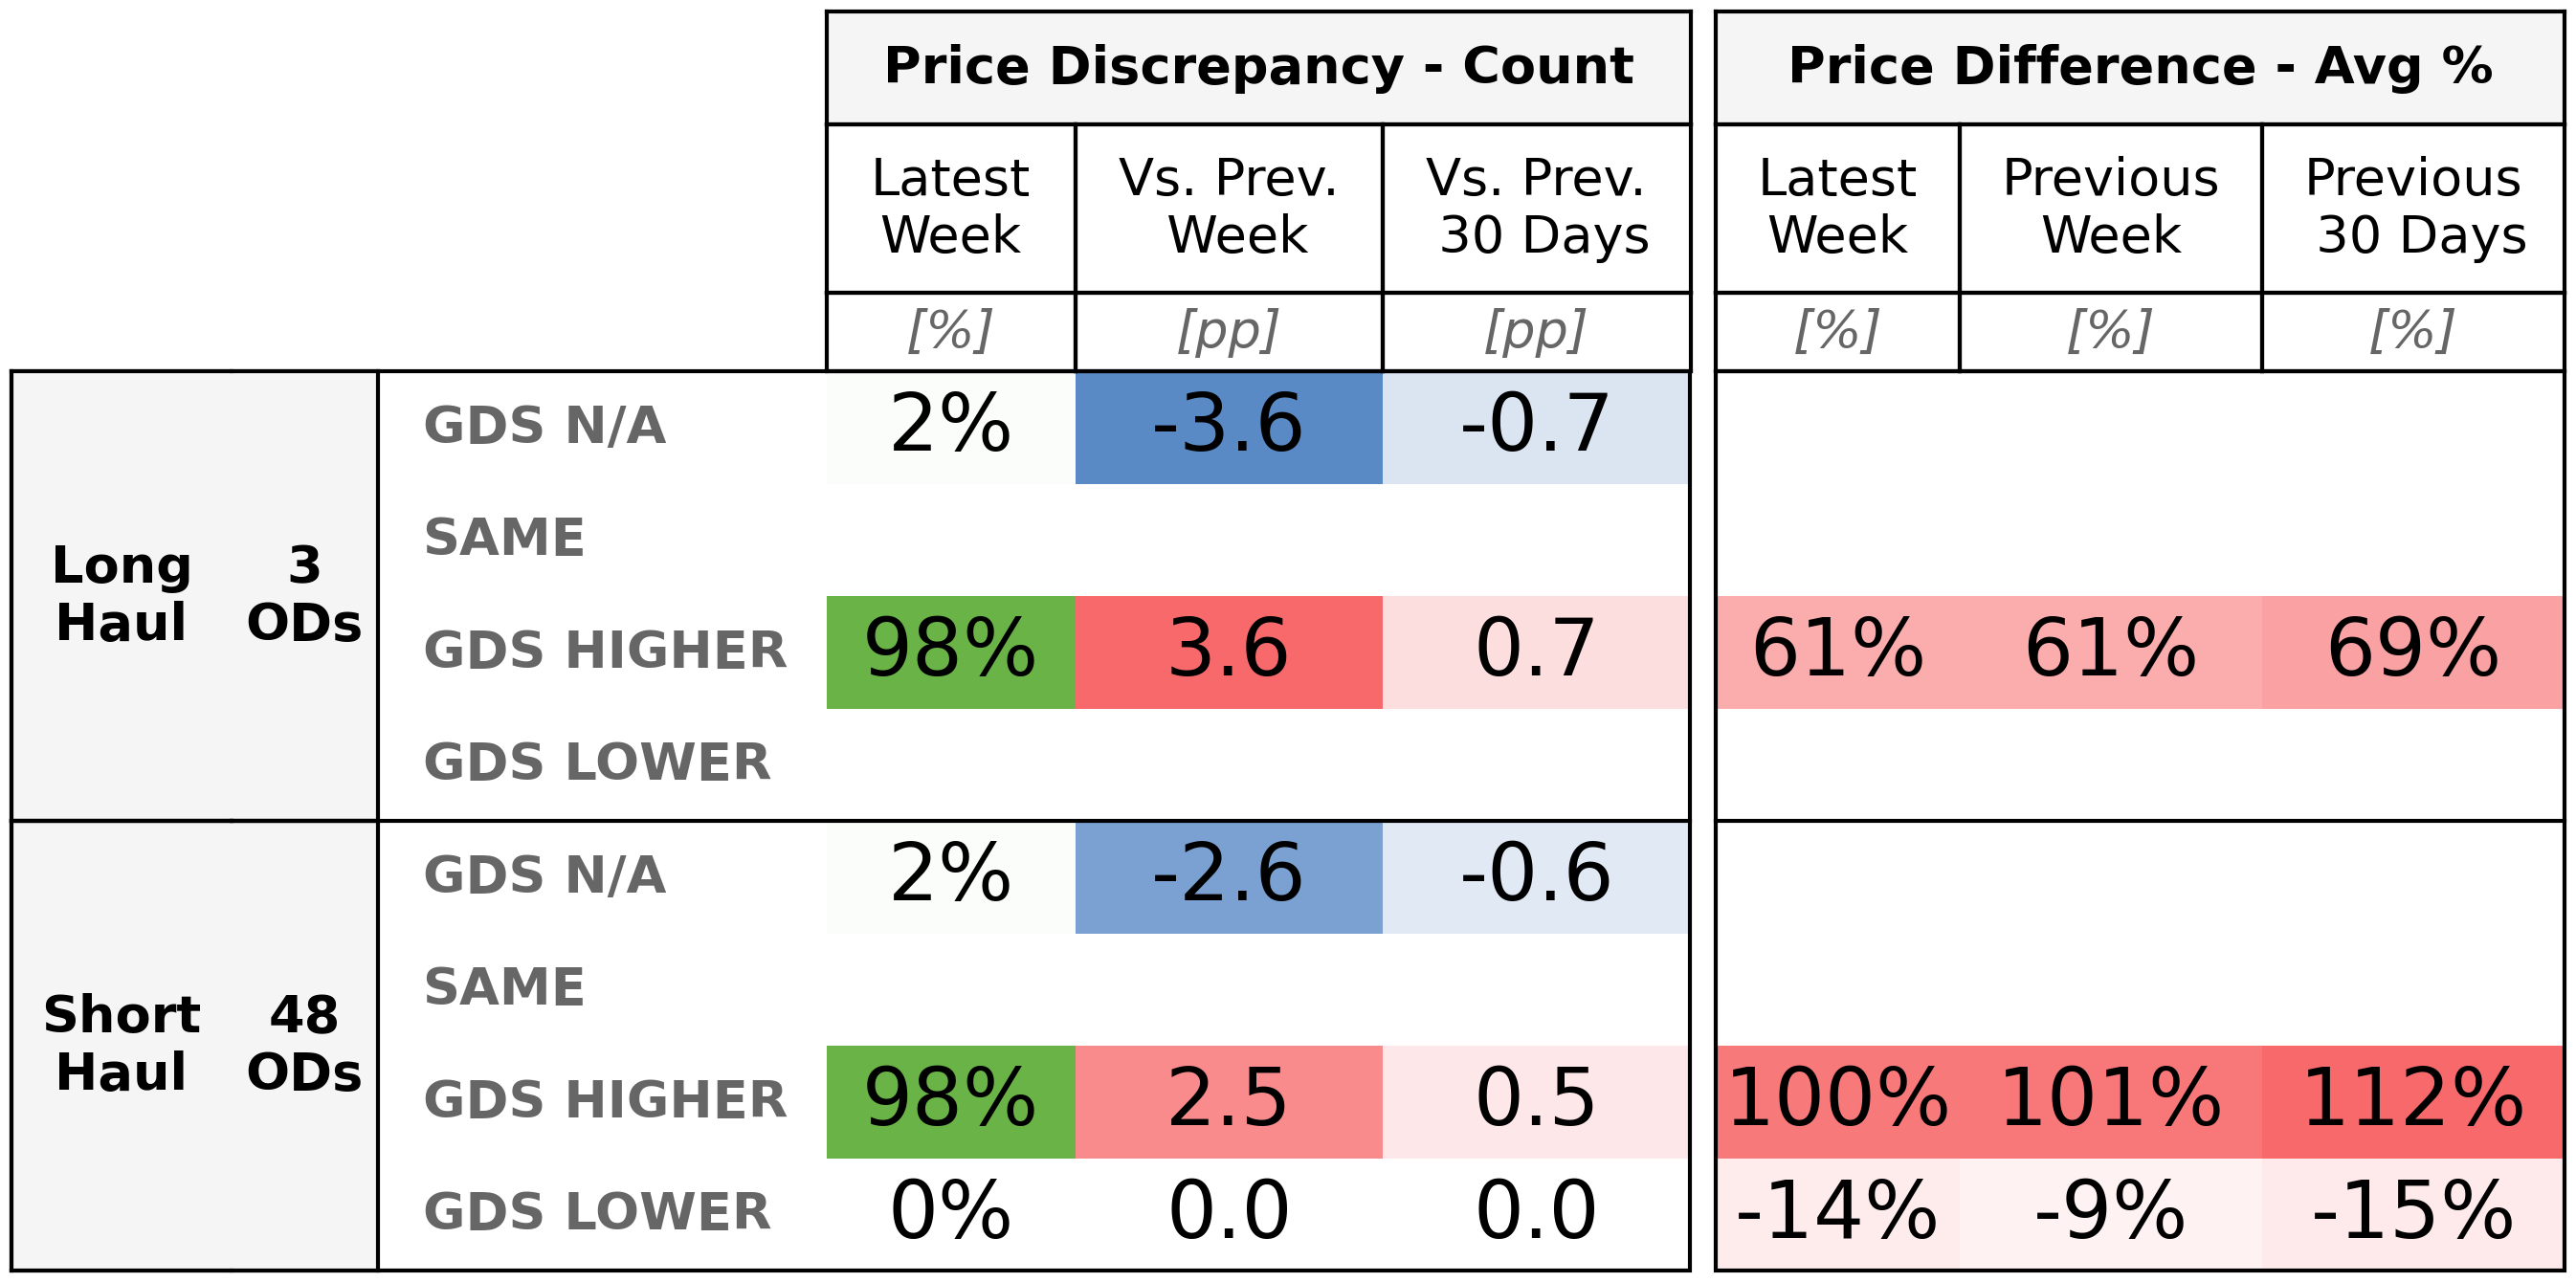 Price Discrepancy - Count Price Difference - Avg %
Latest Week Vs. Prev. Week Vs. Prev. 30 Days Latest Week Previous Week Previous 30 Days
[%] [pp] [pp] [%] [%] [%]
Long Haul 3 ODs
GDS N/A 2% -3.6 -0.7
SAME
GDS HIGHER 98% 3.6 0.7 61% 61% 69%
GDS LOWER
Short Haul 48 ODs
GDS N/A 2% -2.6 -0.6
SAME
GDS HIGHER 98% 2.5 0.5 100% 101% 112%
GDS LOWER 0% 0.0 0.0 -14% -9% -15%